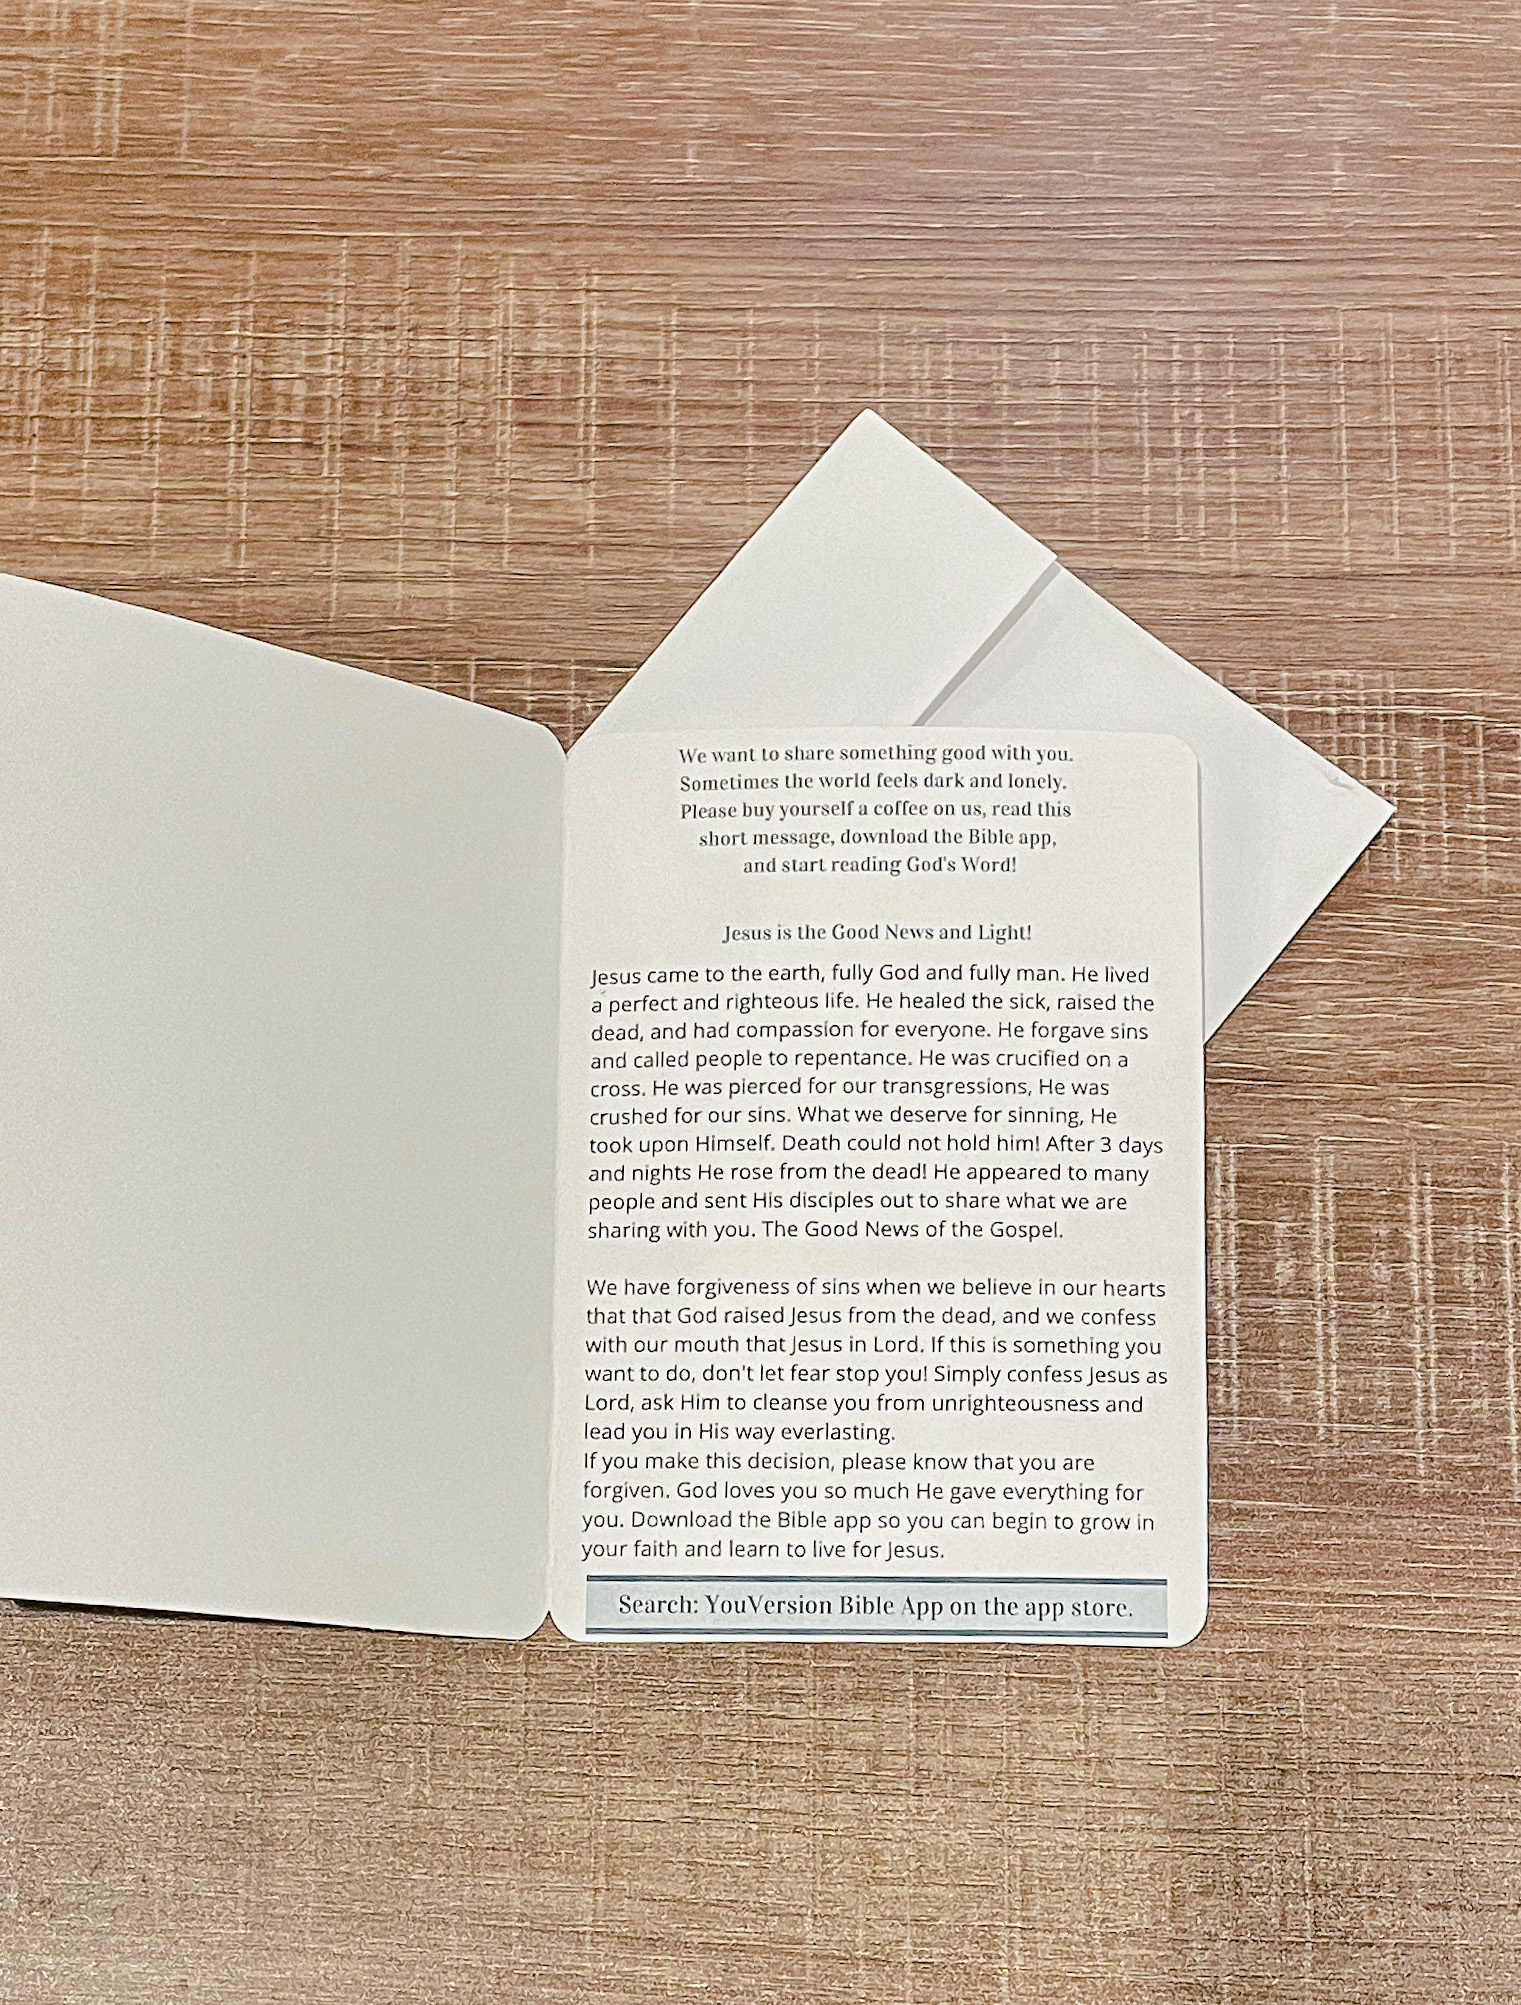 We want to share something good with you.
Sometimes the world feels dark and lonely.
Please buy yourself a coffee on us, read this
short message, download the Bible app,
and start reading God's Word!
Jesus is the Good News and Light!
Jesus came to the earth, fully God and fully man. He lived
a perfect and righteous life. He healed the sick, raised the
dead, and had compassion for everyone. He forgave sins
and called people to repentance. He was crucified on a
cross. He was pierced for our transgressions, He was
crushed for our sins. What we deserve for sinning, He
took upon Himself. Death could not hold him! After 3 days
and nights He rose from the dead! He appeared to many
people and sent His disciples out to share what we are
sharing with you. The Good News of the Gospel.
We have forgiveness of sins when we believe in our hearts
that that God raised Jesus from the dead, and we confess
with our mouth that Jesus in Lord. If this is something you
want to do, don't let fear stop you! Simply confess Jesus as
Lord, ask Him to cleanse you from unrighteousness and
lead you in His way everlasting.
If you make this decision, please know that you are
forgiven. God loves you so much He gave everything for
you. Download the Bible app so you can begin to grow in
your faith and learn to live for Jesus.
Search: YouVersion Bible App on the app store.